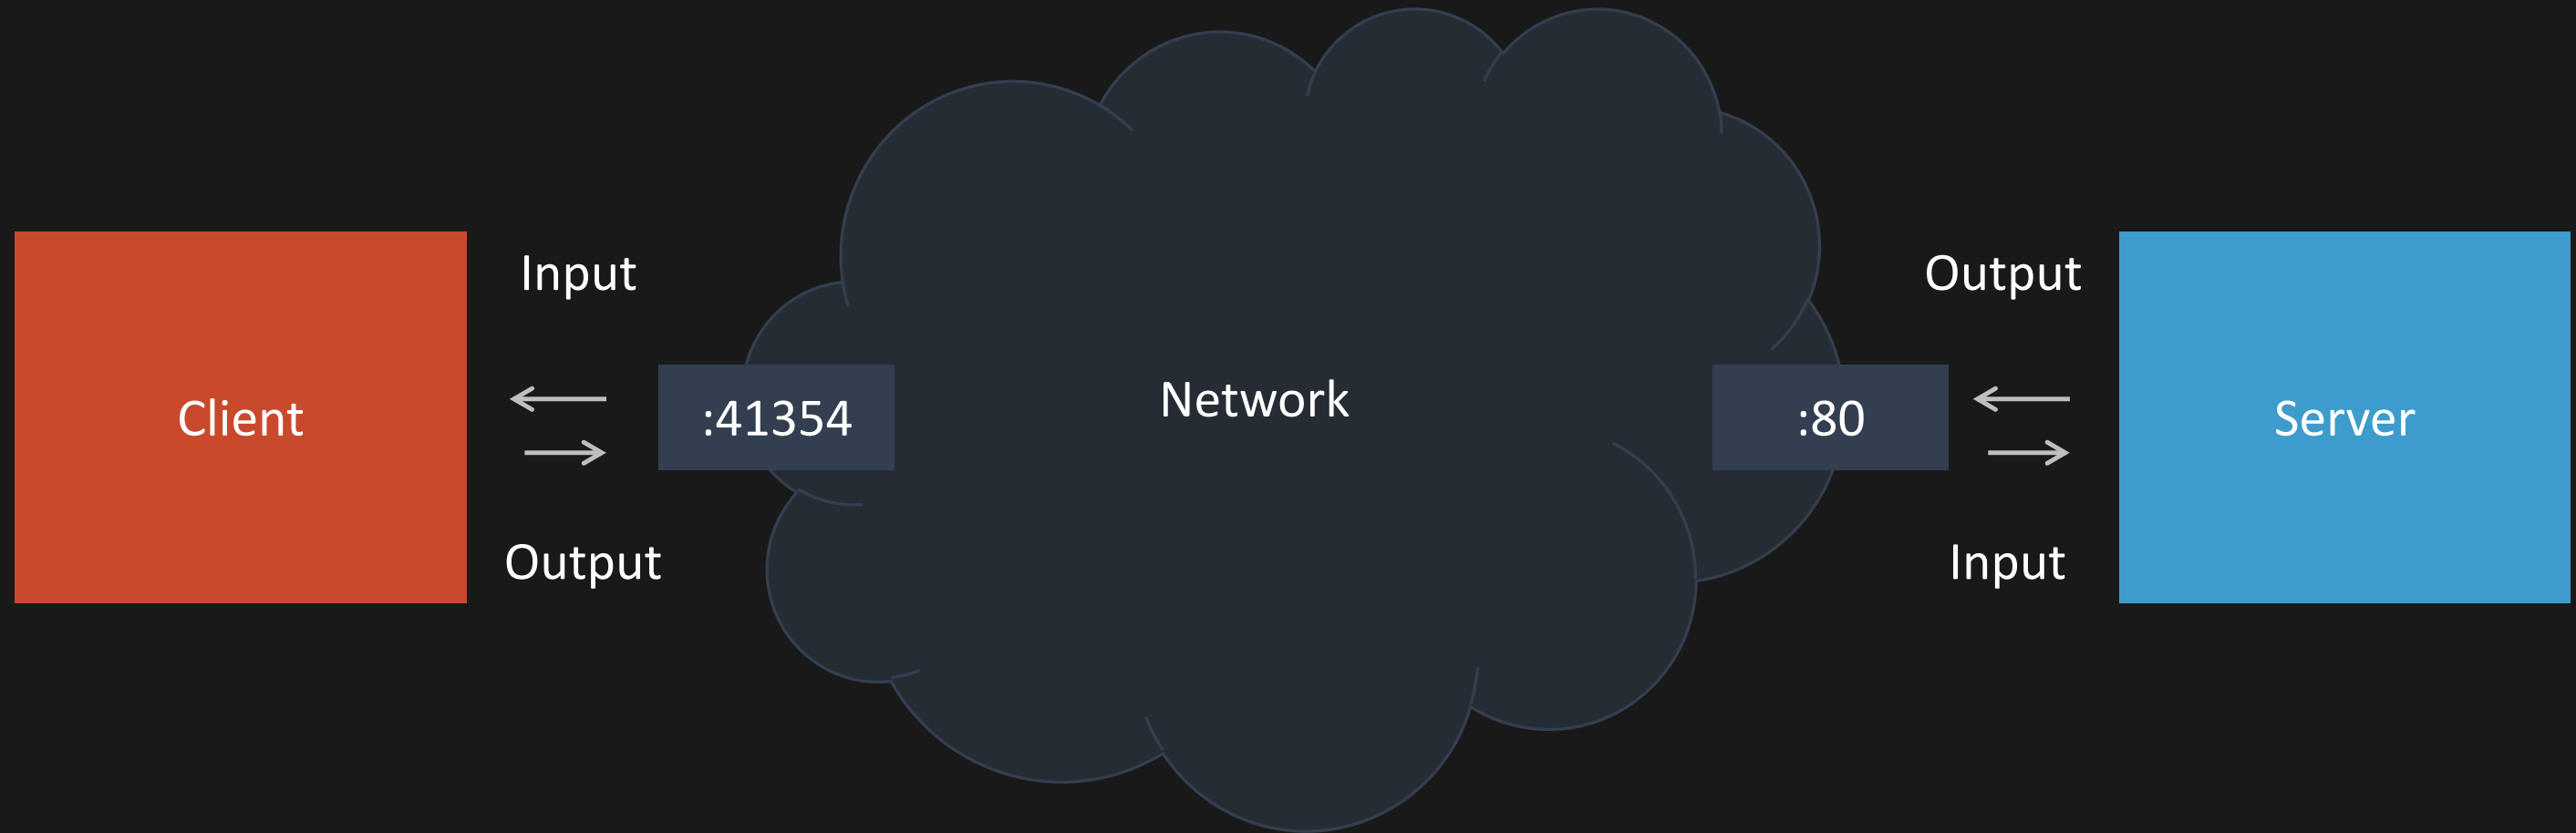 Input
Output
Client
:41354
Network
:80
Server
Output
Input